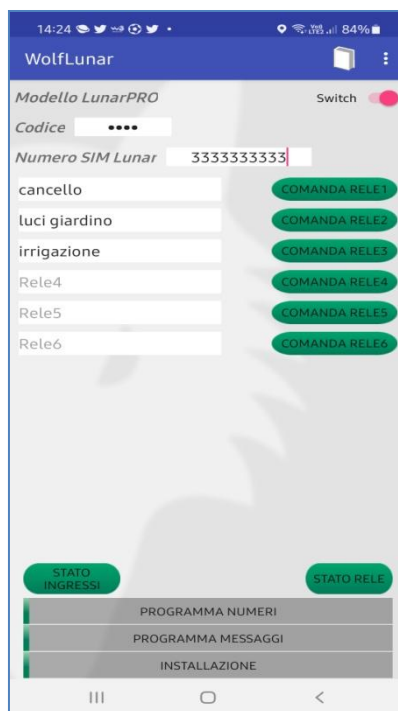 14:24 84%
WolfLunar
Modello LunarPRO Switch
Codice ••••
Numero SIM Lunar 3333333333
cancello COMANDA RELE1
luci giardino COMANDA RELE2
irrigazione COMANDA RELE3
Rele4 COMANDA RELE4
Rele5 COMANDA RELE5
Rele6 COMANDA RELE6
STATO
INGRESSI
STATO RELE
PROGRAMMA NUMERI
PROGRAMMA MESSAGGI
INSTALLAZIONE